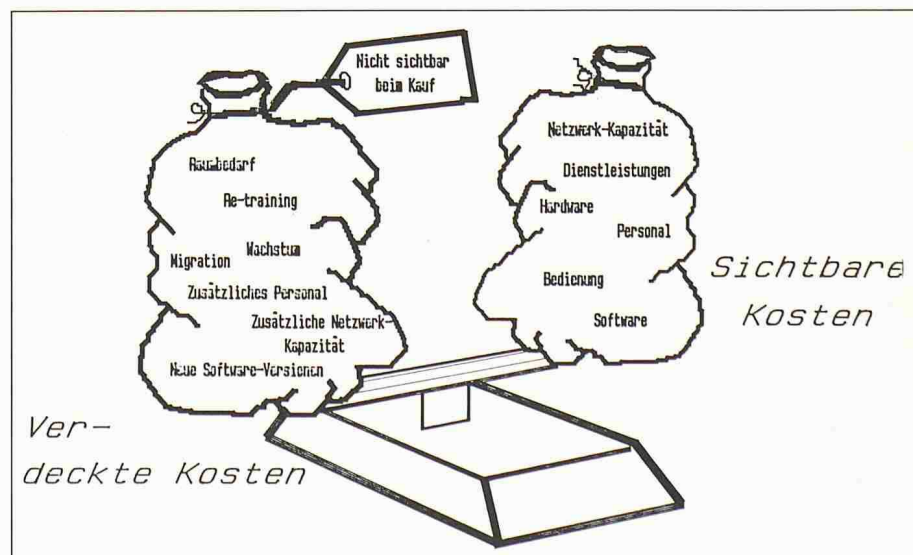 Nicht sichtbar
beim Kauf
Raumbedarf
Re-training
Wachstum
Migration
Zusätzliches Personal
Zusätzliche Netzwerk-
Kapazität
Neue Software-Versionen
Ver-
deckte Kosten
Netzwerk-Kapazität
Dienstleistungen
Hardware
Personal
Bedienung
Software
Sichtbare
Kosten